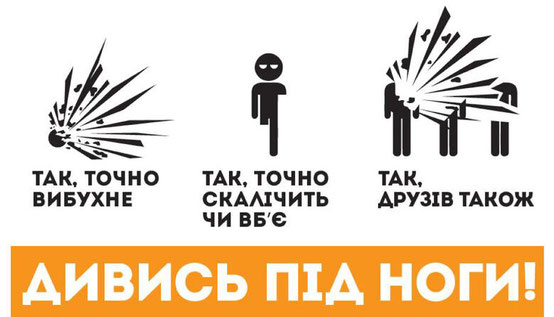 ТАК, ТОЧНО
ВИБУХНЕ
ТАК, ТОЧНО
СКАЛІЧИТЬ
ЧИ ВБ'Є
ТАК,
ДРУЗІВ ТАКОЖ
ДИВИСЬ ПІД НОГИ!